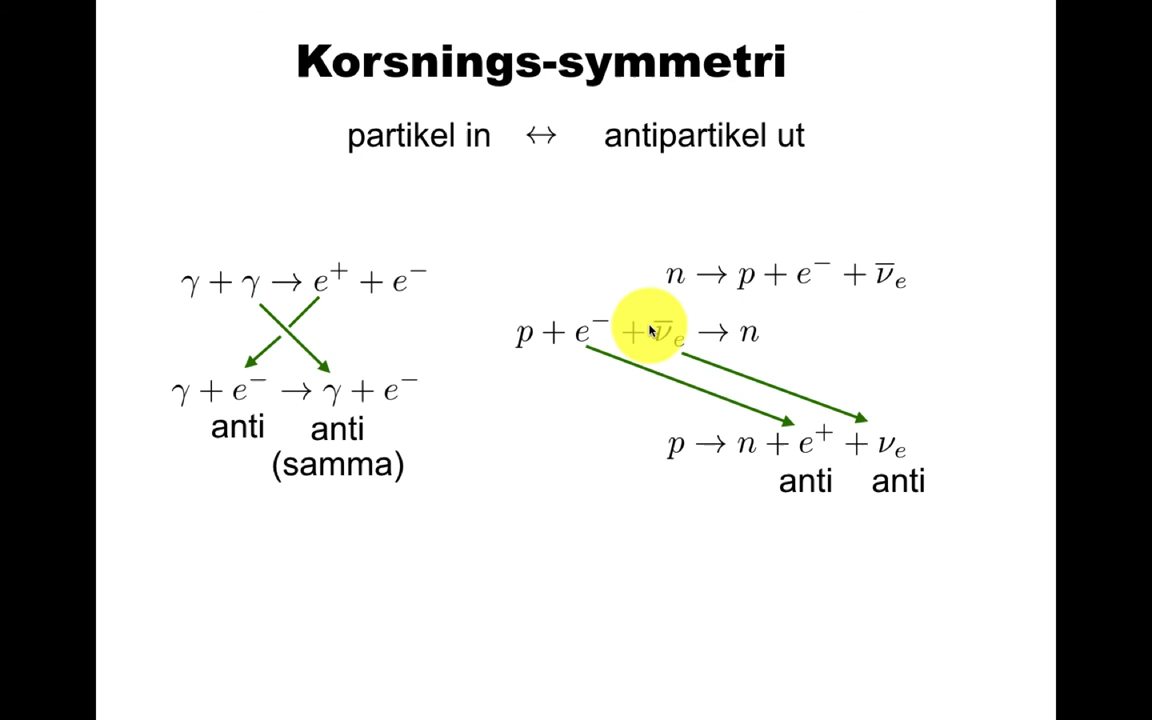 Korsnings-symmetri
partikel in ↔ antipartikel ut
γ + γ → e⁺ + e⁻
γ + e⁻ → γ + e⁻
anti anti
(samma)
n → p + e⁻ + ν̅ₑ
p + e⁻ + ν̅ₑ → n
p → n + e⁺ + νₑ
anti anti